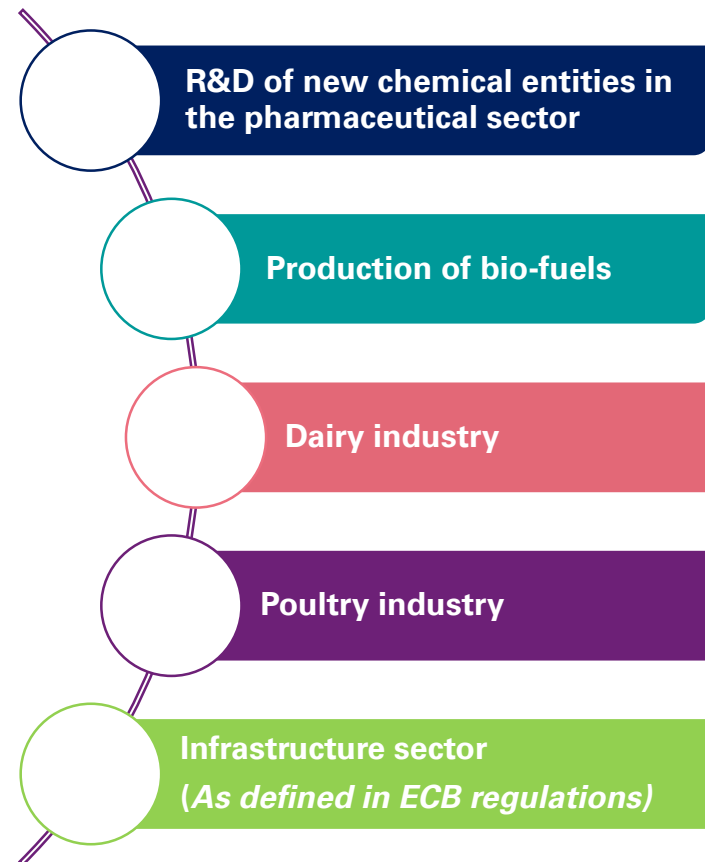 R&D of new chemical entities in
the pharmaceutical sector
Production of bio-fuels
Dairy industry
Poultry industry
Infrastructure sector
(As defined in ECB regulations)